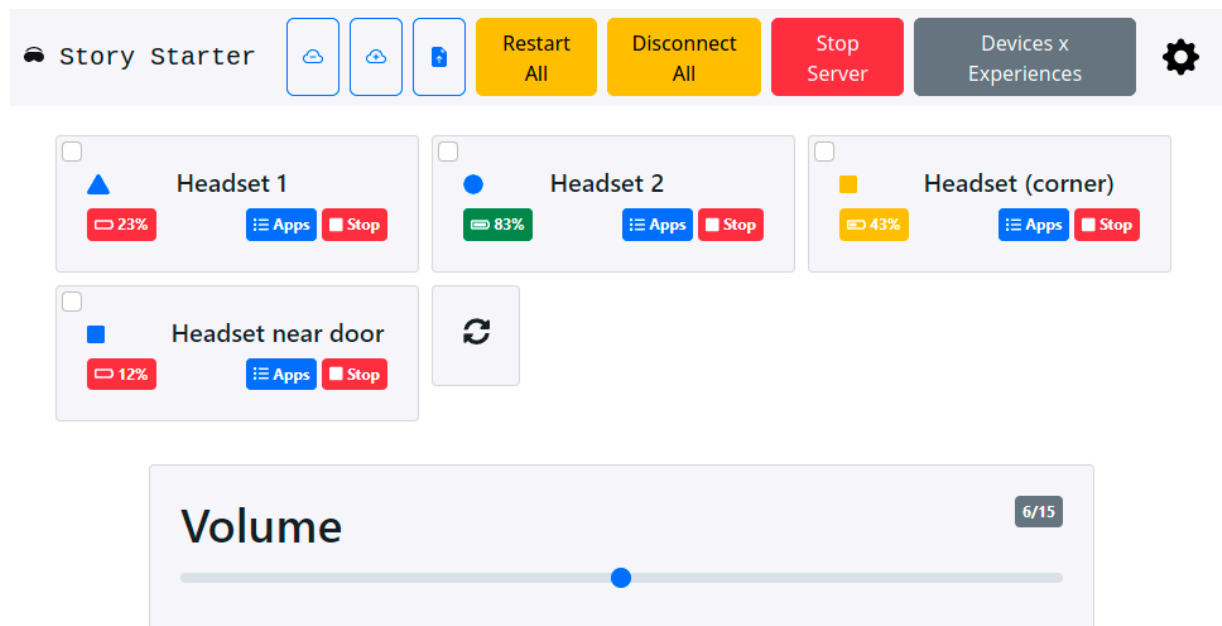 Story Starter
Restart
All
Disconnect
All
Stop
Server
Devices x
Experiences
Headset 1
23%
Apps
Stop
Headset 2
83%
Apps
Stop
Headset (corner)
43%
Apps
Stop
Headset near door
12%
Apps
Stop
Volume
6/15